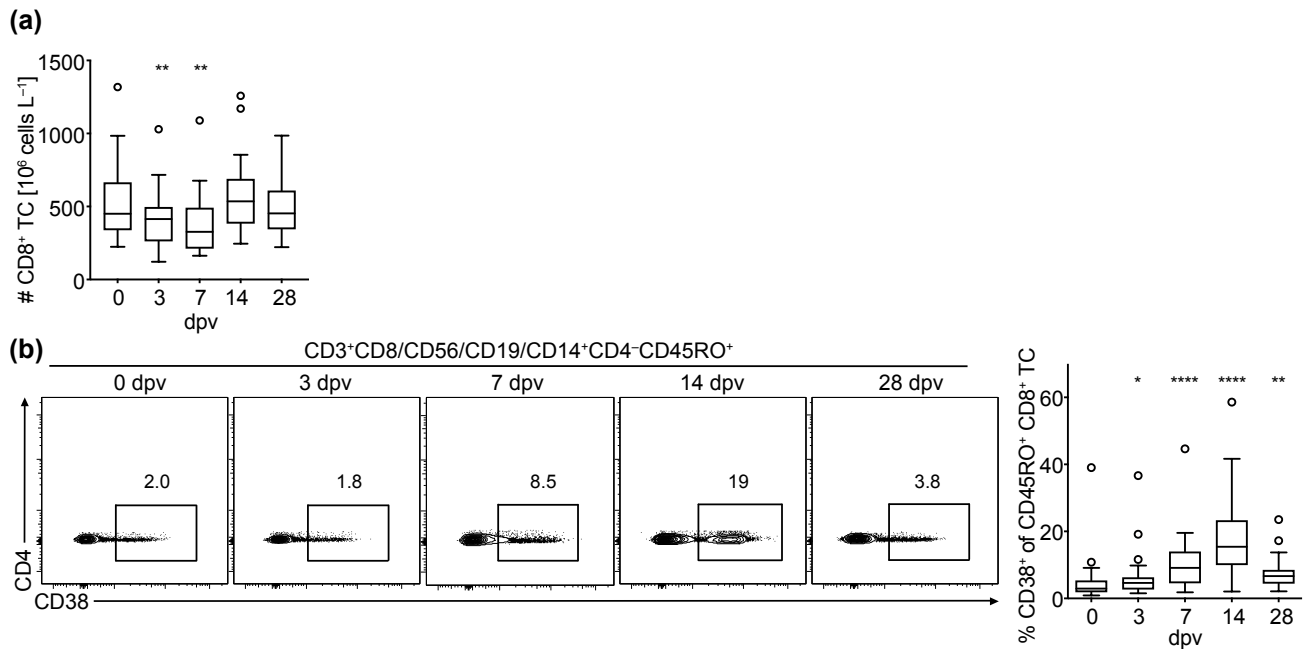 (a)
# CD8⁺ TC [10⁶ cells L⁻¹]
1500
1000
500
0
** **
0 3 7 14 28
dpv
(b)
CD3⁺CD8/CD56/CD19/CD14⁺CD4⁻CD45RO⁺
0 dpv 3 dpv 7 dpv 14 dpv 28 dpv
2.0 1.8 8.5 19 3.8
CD4
CD38
% CD38⁺ of CD45RO⁺ CD8⁺ TC
60
40
20
0
* **** **** **
0 3 7 14 28
dpv